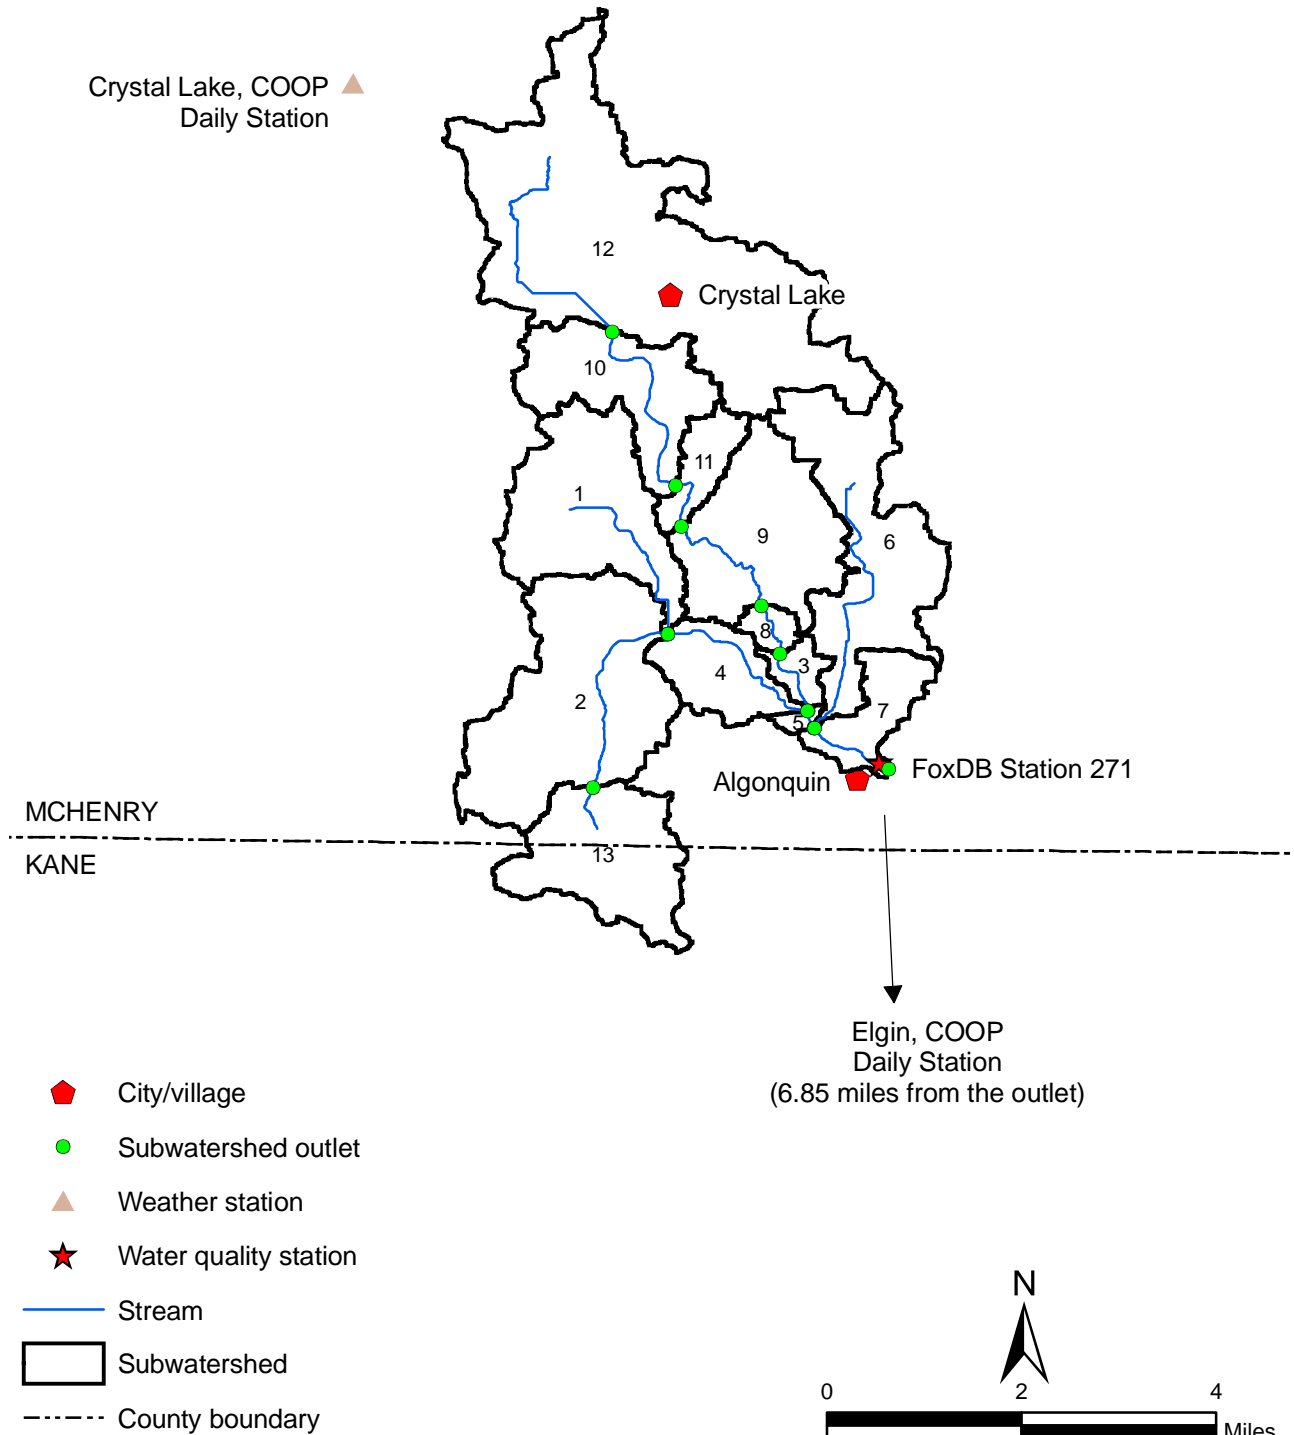 Crystal Lake, COOP
Daily Station
12
Crystal Lake
10
11
1
9
6
8
3
4
2
7
5
FoxDB Station 271
Algonquin
MCHENRY
KANE
13
Elgin, COOP
Daily Station
(6.85 miles from the outlet)
City/village
Subwatershed outlet
Weather station
Water quality station
Stream
Subwatershed
County boundary
N
0 2 4
Miles